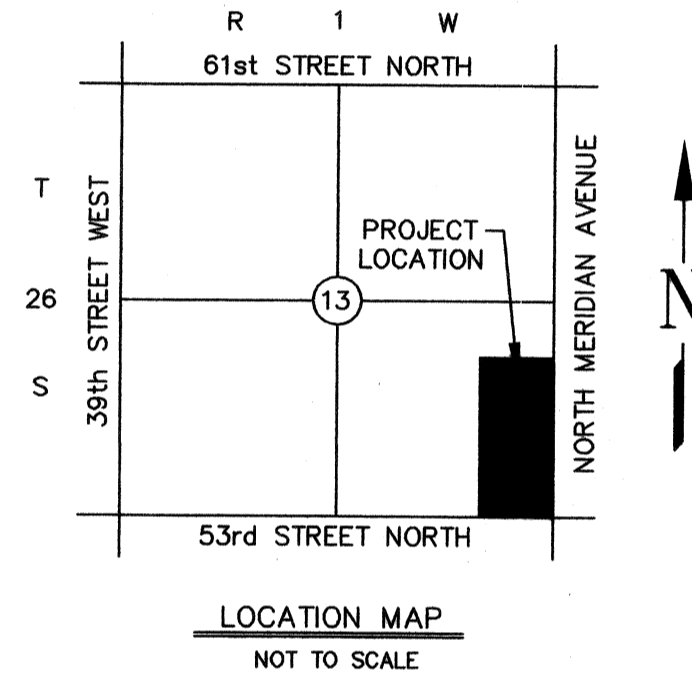 R 1 W
61st STREET NORTH
T
26
S
39th STREET WEST
PROJECT
LOCATION
13
NORTH MERIDIAN AVENUE
N
53rd STREET NORTH
LOCATION MAP
NOT TO SCALE